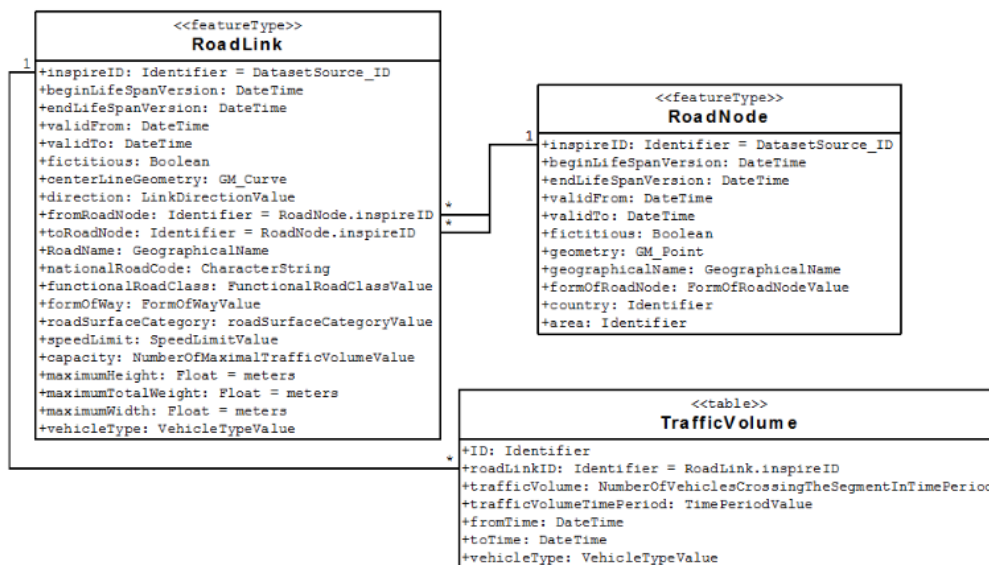 <<featureType>>
RoadLink
1
+inspireID: Identifier = DatasetSource_ID
+beginLifeSpanVersion: DateTime
+endLifeSpanVersion: DateTime
+validFrom: DateTime
+validTo: DateTime
+fictitious: Boolean
+centerLineGeometry: GM_Curve
+direction: LinkDirectionValue
+fromRoadNode: Identifier = RoadNode.inspireID
+toRoadNode: Identifier = RoadNode.inspireID
+RoadName: GeographicalName
+nationalRoadCode: CharacterString
+functionalRoadClass: FunctionalRoadClassValue
+formOfWay: FormOfWayValue
+roadSurfaceCategory: roadSurfaceCategoryValue
+speedLimit: SpeedLimitValue
+capacity: NumberOfMaximalTrafficVolumeValue
+maximumHeight: Float = meters
+maximumTotalWeight: Float = meters
+maximumWidth: Float = meters
+vehicleType: VehicleTypeValue
*
*
1
<<featureType>>
RoadNode
+inspireID: Identifier = DatasetSource_ID
+beginLifeSpanVersion: DateTime
+endLifeSpanVersion: DateTime
+validFrom: DateTime
+validTo: DateTime
+fictitious: Boolean
+geometry: GM_Point
+geographicalName: GeographicalName
+formOfRoadNode: FormOfRoadNodeValue
+country: Identifier
+area: Identifier
*
<<table>>
TrafficVolume
+ID: Identifier
+roadLinkID: Identifier = RoadLink.inspireID
+trafficVolume: NumberOfVehiclesCrossingTheSegmentInTimePeriod
+trafficVolumeTimePeriod: TimePeriodValue
+fromTime: DateTime
+toTime: DateTime
+vehicleType: VehicleTypeValue